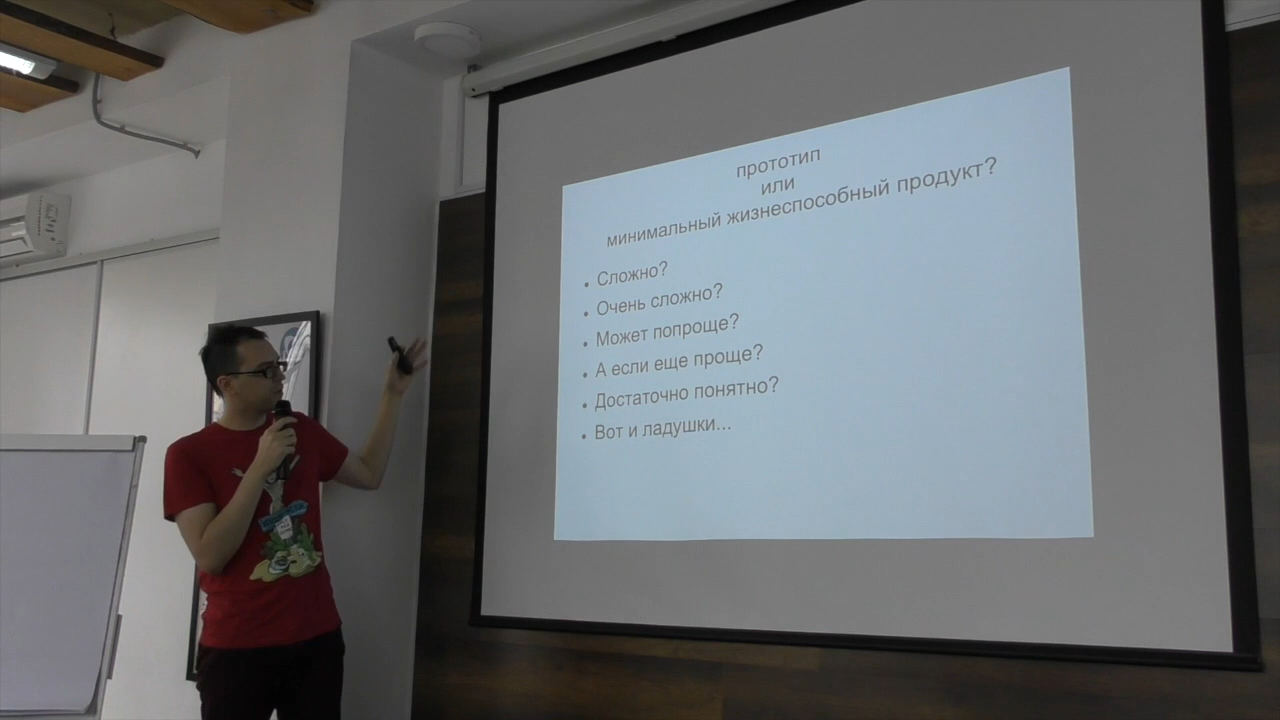 прототип
или
минимальный жизнеспособный продукт?
• Сложно?
• Очень сложно?
• Может попроще?
• А если еще проще?
• Достаточно понятно?
• Вот и ладушки...